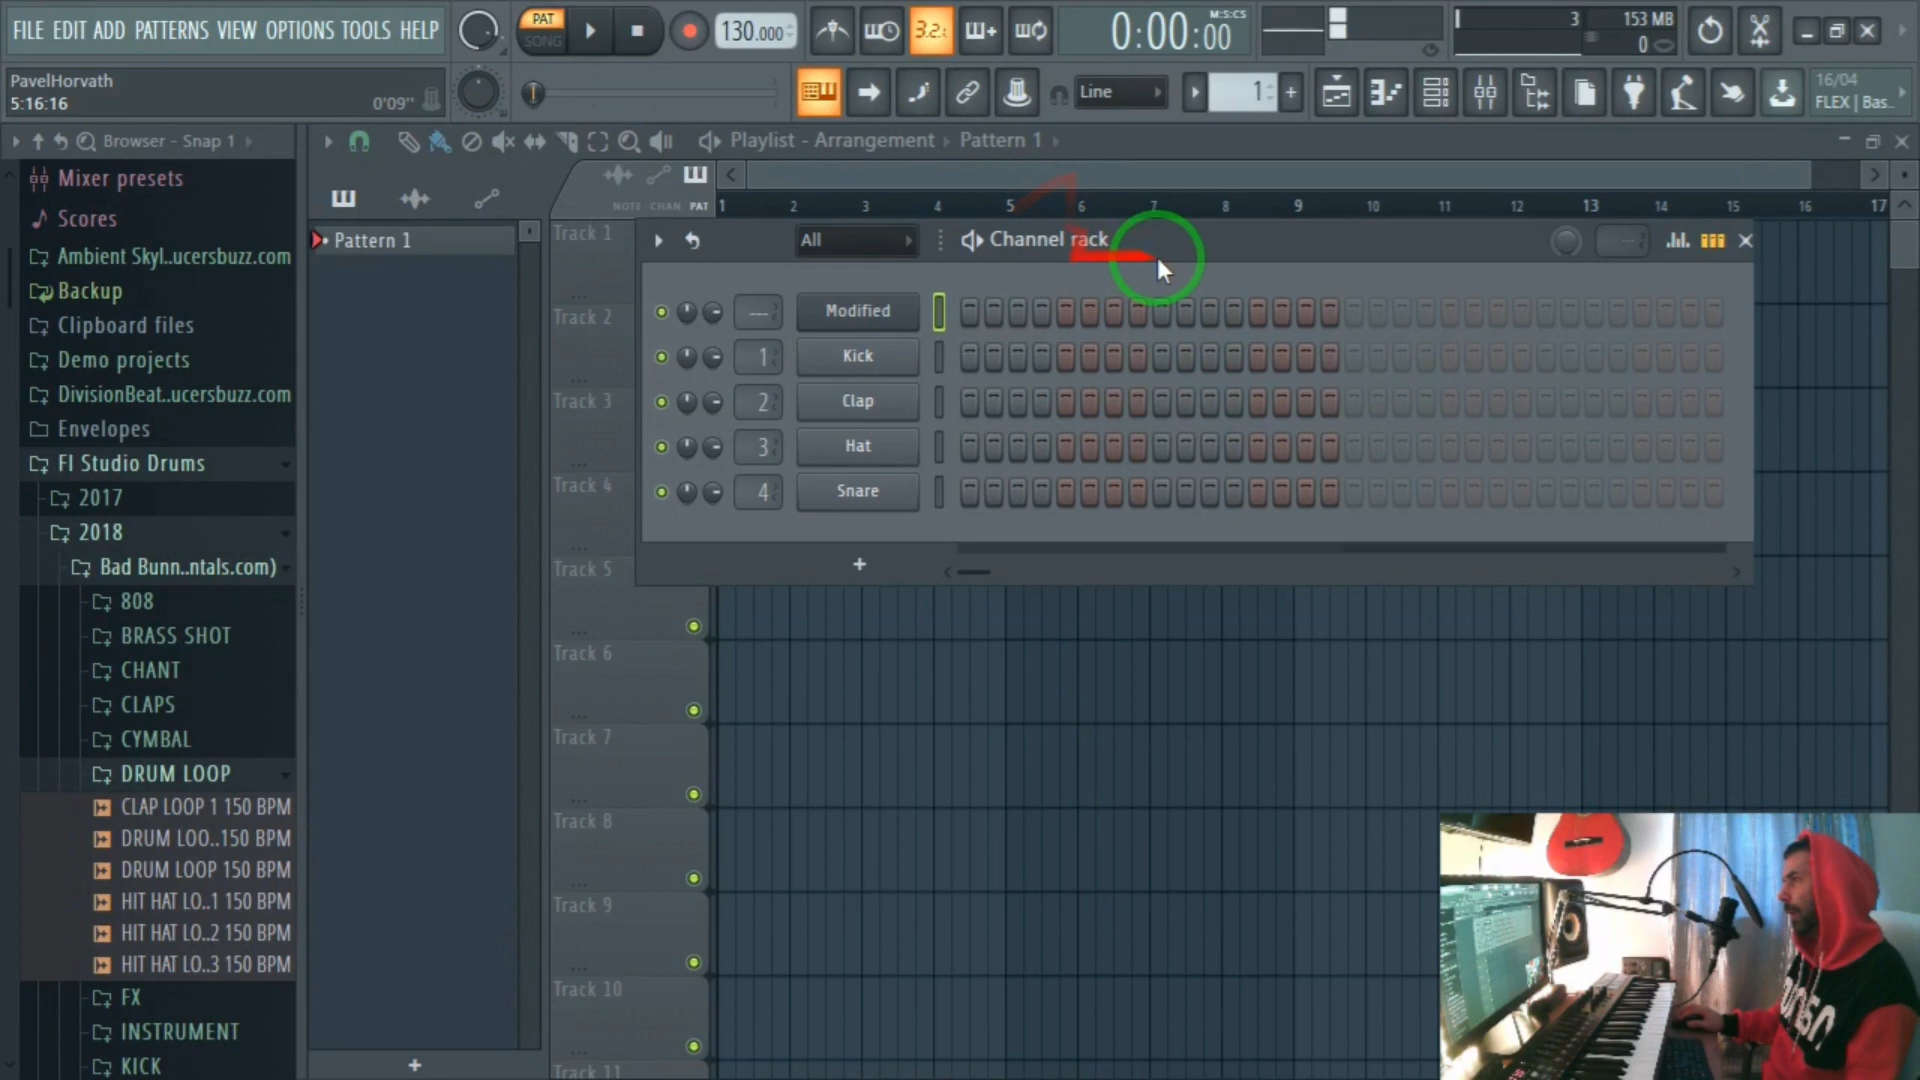 FILE EDIT ADD PATTERNS VIEW OPTIONS TOOLS HELP
PAT
SONG
130.000
3.2.:
0:00:00
M:S:CS
3
153 MB
0
PavelHorvath
5:16:16
0'09"
Line
1
16/04
FLEX | Bas..
Browser - Snap 1
Playlist - Arrangement
Pattern 1
Mixer presets
Scores
Ambient Skyl..ucersbuzz.com
Backup
Clipboard files
Demo projects
DivisionBeat..ucersbuzz.com
Envelopes
Fl Studio Drums
2017
2018
Bad Bunn..ntals.com)
808
BRASS SHOT
CHANT
CLAPS
CYMBAL
DRUM LOOP
CLAP LOOP 1 150 BPM
DRUM LOO..150 BPM
DRUM LOOP 150 BPM
HIT HAT LO..1 150 BPM
HIT HAT LO..2 150 BPM
HIT HAT LO..3 150 BPM
FX
INSTRUMENT
KICK
Pattern 1
NOTE CHAN PAT
1 2 3 4 5 6 7 8 9 10 11 12 13 14 15 16 17
Track 1
Track 2
Track 3
Track 4
Track 5
Track 6
Track 7
Track 8
Track 9
Track 10
Track 11
All
Channel rack
--- Modified
1 Kick
2 Clap
3 Hat
4 Snare